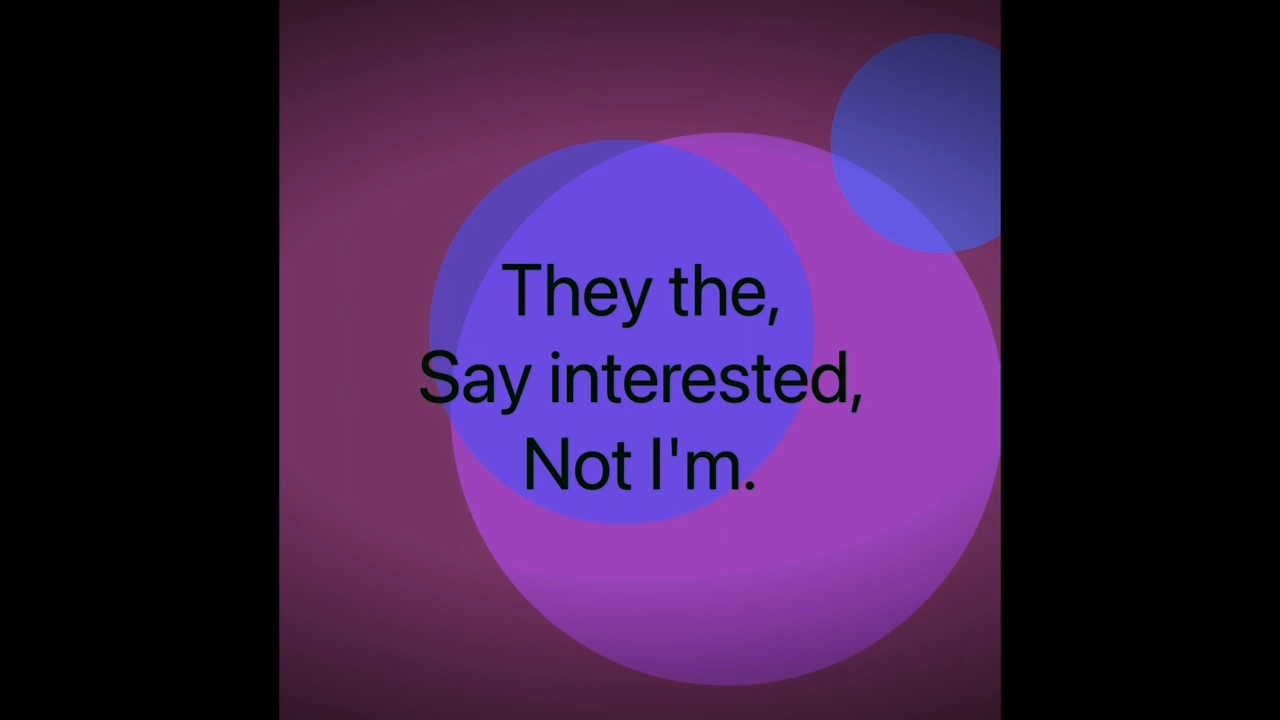 They the,
Say interested,
Not I'm.